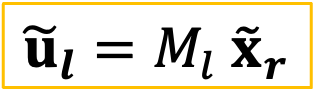 ũ_l = M_l x̃_r